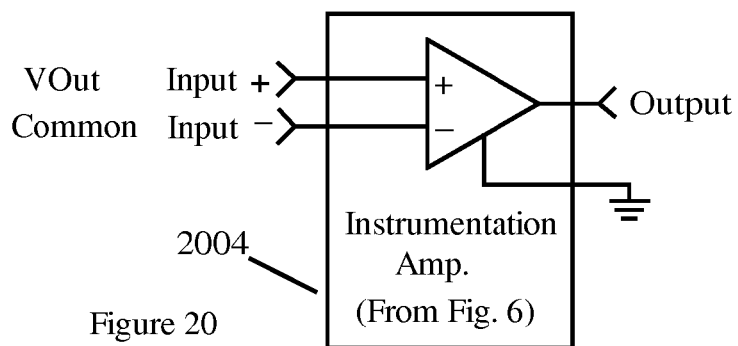 VOut Input +
Common Input −
+
−
Output
Instrumentation
Amp.
(From Fig. 6)
2004
Figure 20